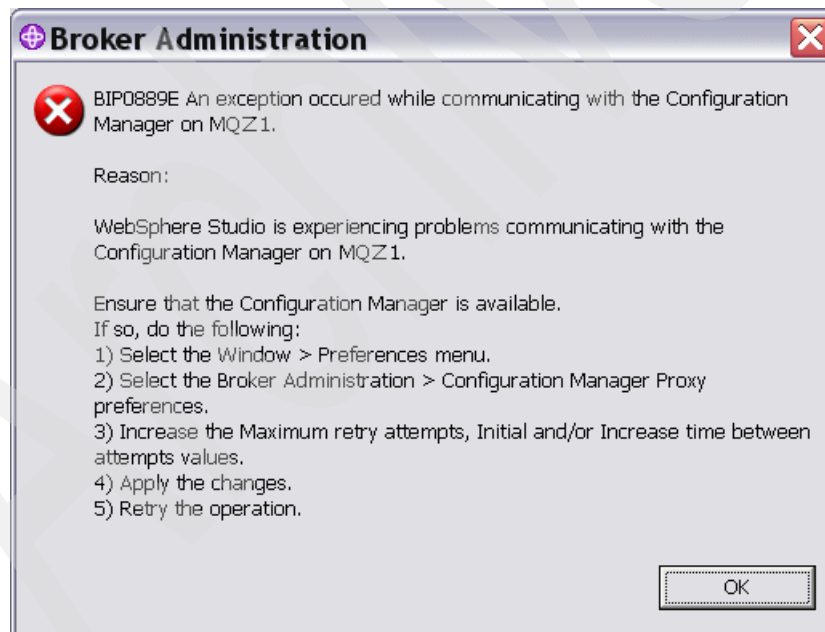 Broker Administration
BIP0889E An exception occured while communicating with the Configuration
Manager on MQZ1.
Reason:
WebSphere Studio is experiencing problems communicating with the
Configuration Manager on MQZ1.
Ensure that the Configuration Manager is available.
If so, do the following:
1) Select the Window > Preferences menu.
2) Select the Broker Administration > Configuration Manager Proxy
preferences.
3) Increase the Maximum retry attempts, Initial and/or Increase time between
attempts values.
4) Apply the changes.
5) Retry the operation.
OK